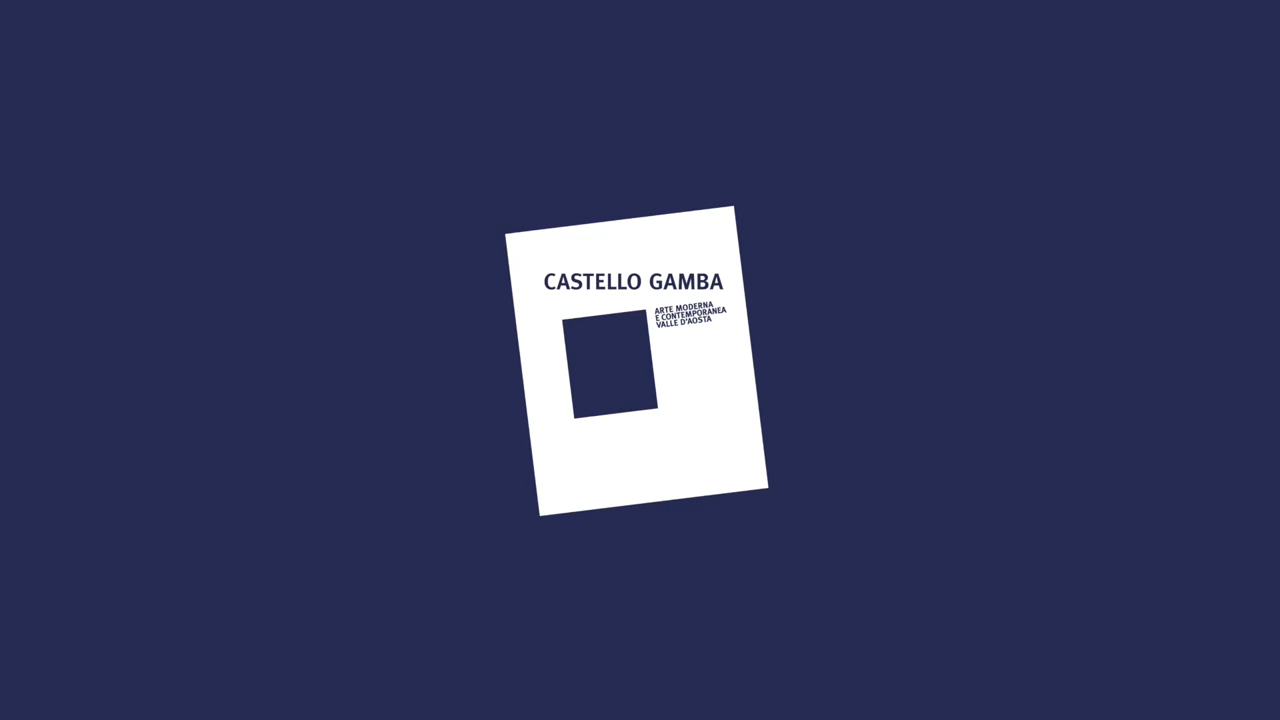 CASTELLO GAMBA
ARTE MODERNA
E CONTEMPORANEA
VALLE D'AOSTA